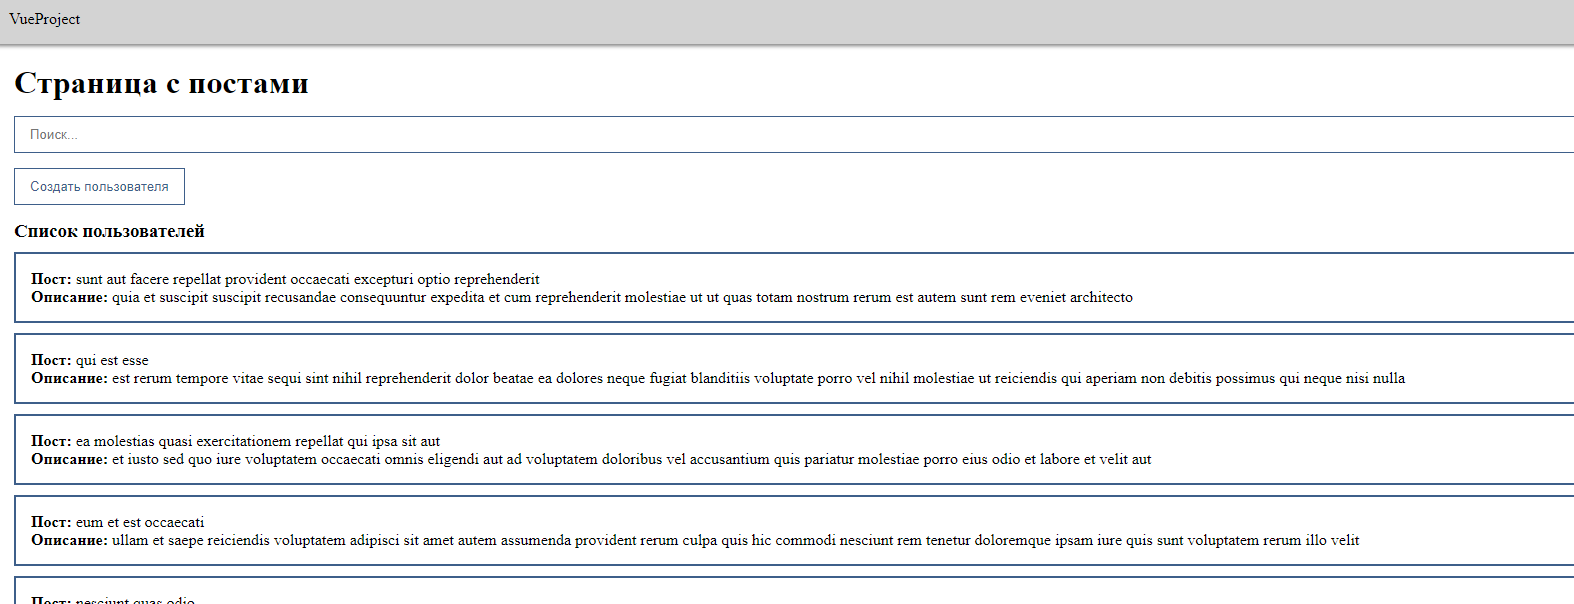 VueProject
Страница с постами
Поиск...
Создать пользователя
Список пользователей
Пост: sunt aut facere repellat provident occaecati excepturi optio reprehenderit
Описание: quia et suscipit suscipit recusandae consequuntur expedita et cum reprehenderit molestiae ut ut quas totam nostrum rerum est autem sunt rem eveniet architecto
Пост: qui est esse
Описание: est rerum tempore vitae sequi sint nihil reprehenderit dolor beatae ea dolores neque fugiat blanditiis voluptate porro vel nihil molestiae ut reiciendis qui aperiam non debitis possimus qui neque nisi nulla
Пост: ea molestias quasi exercitationem repellat qui ipsa sit aut
Описание: et iusto sed quo iure voluptatem occaecati omnis eligendi aut ad voluptatem doloribus vel accusantium quis pariatur molestiae porro eius odio et labore et velit aut
Пост: eum et est occaecati
Описание: ullam et saepe reiciendis voluptatem adipisci sit amet autem assumenda provident rerum culpa quis hic commodi nesciunt rem tenetur doloremque ipsam iure quis sunt voluptatem rerum illo velit
Пост: nesciunt quas odio